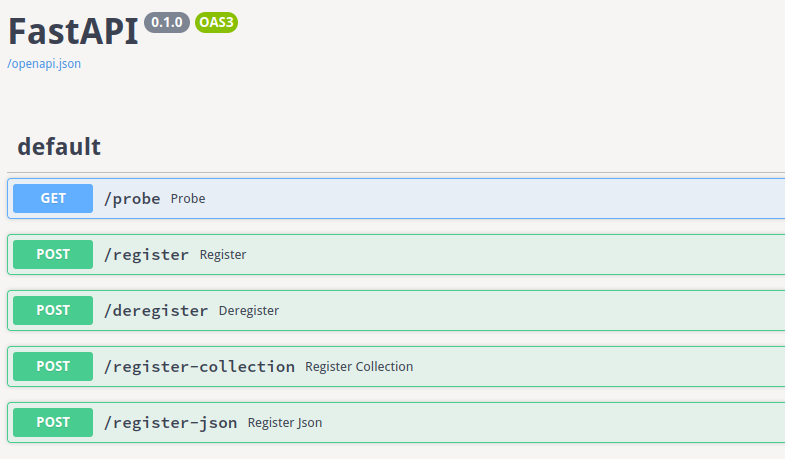 FastAPI 0.1.0 OAS3
/openapi.json
default
GET /probe Probe
POST /register Register
POST /deregister Deregister
POST /register-collection Register Collection
POST /register-json Register Json